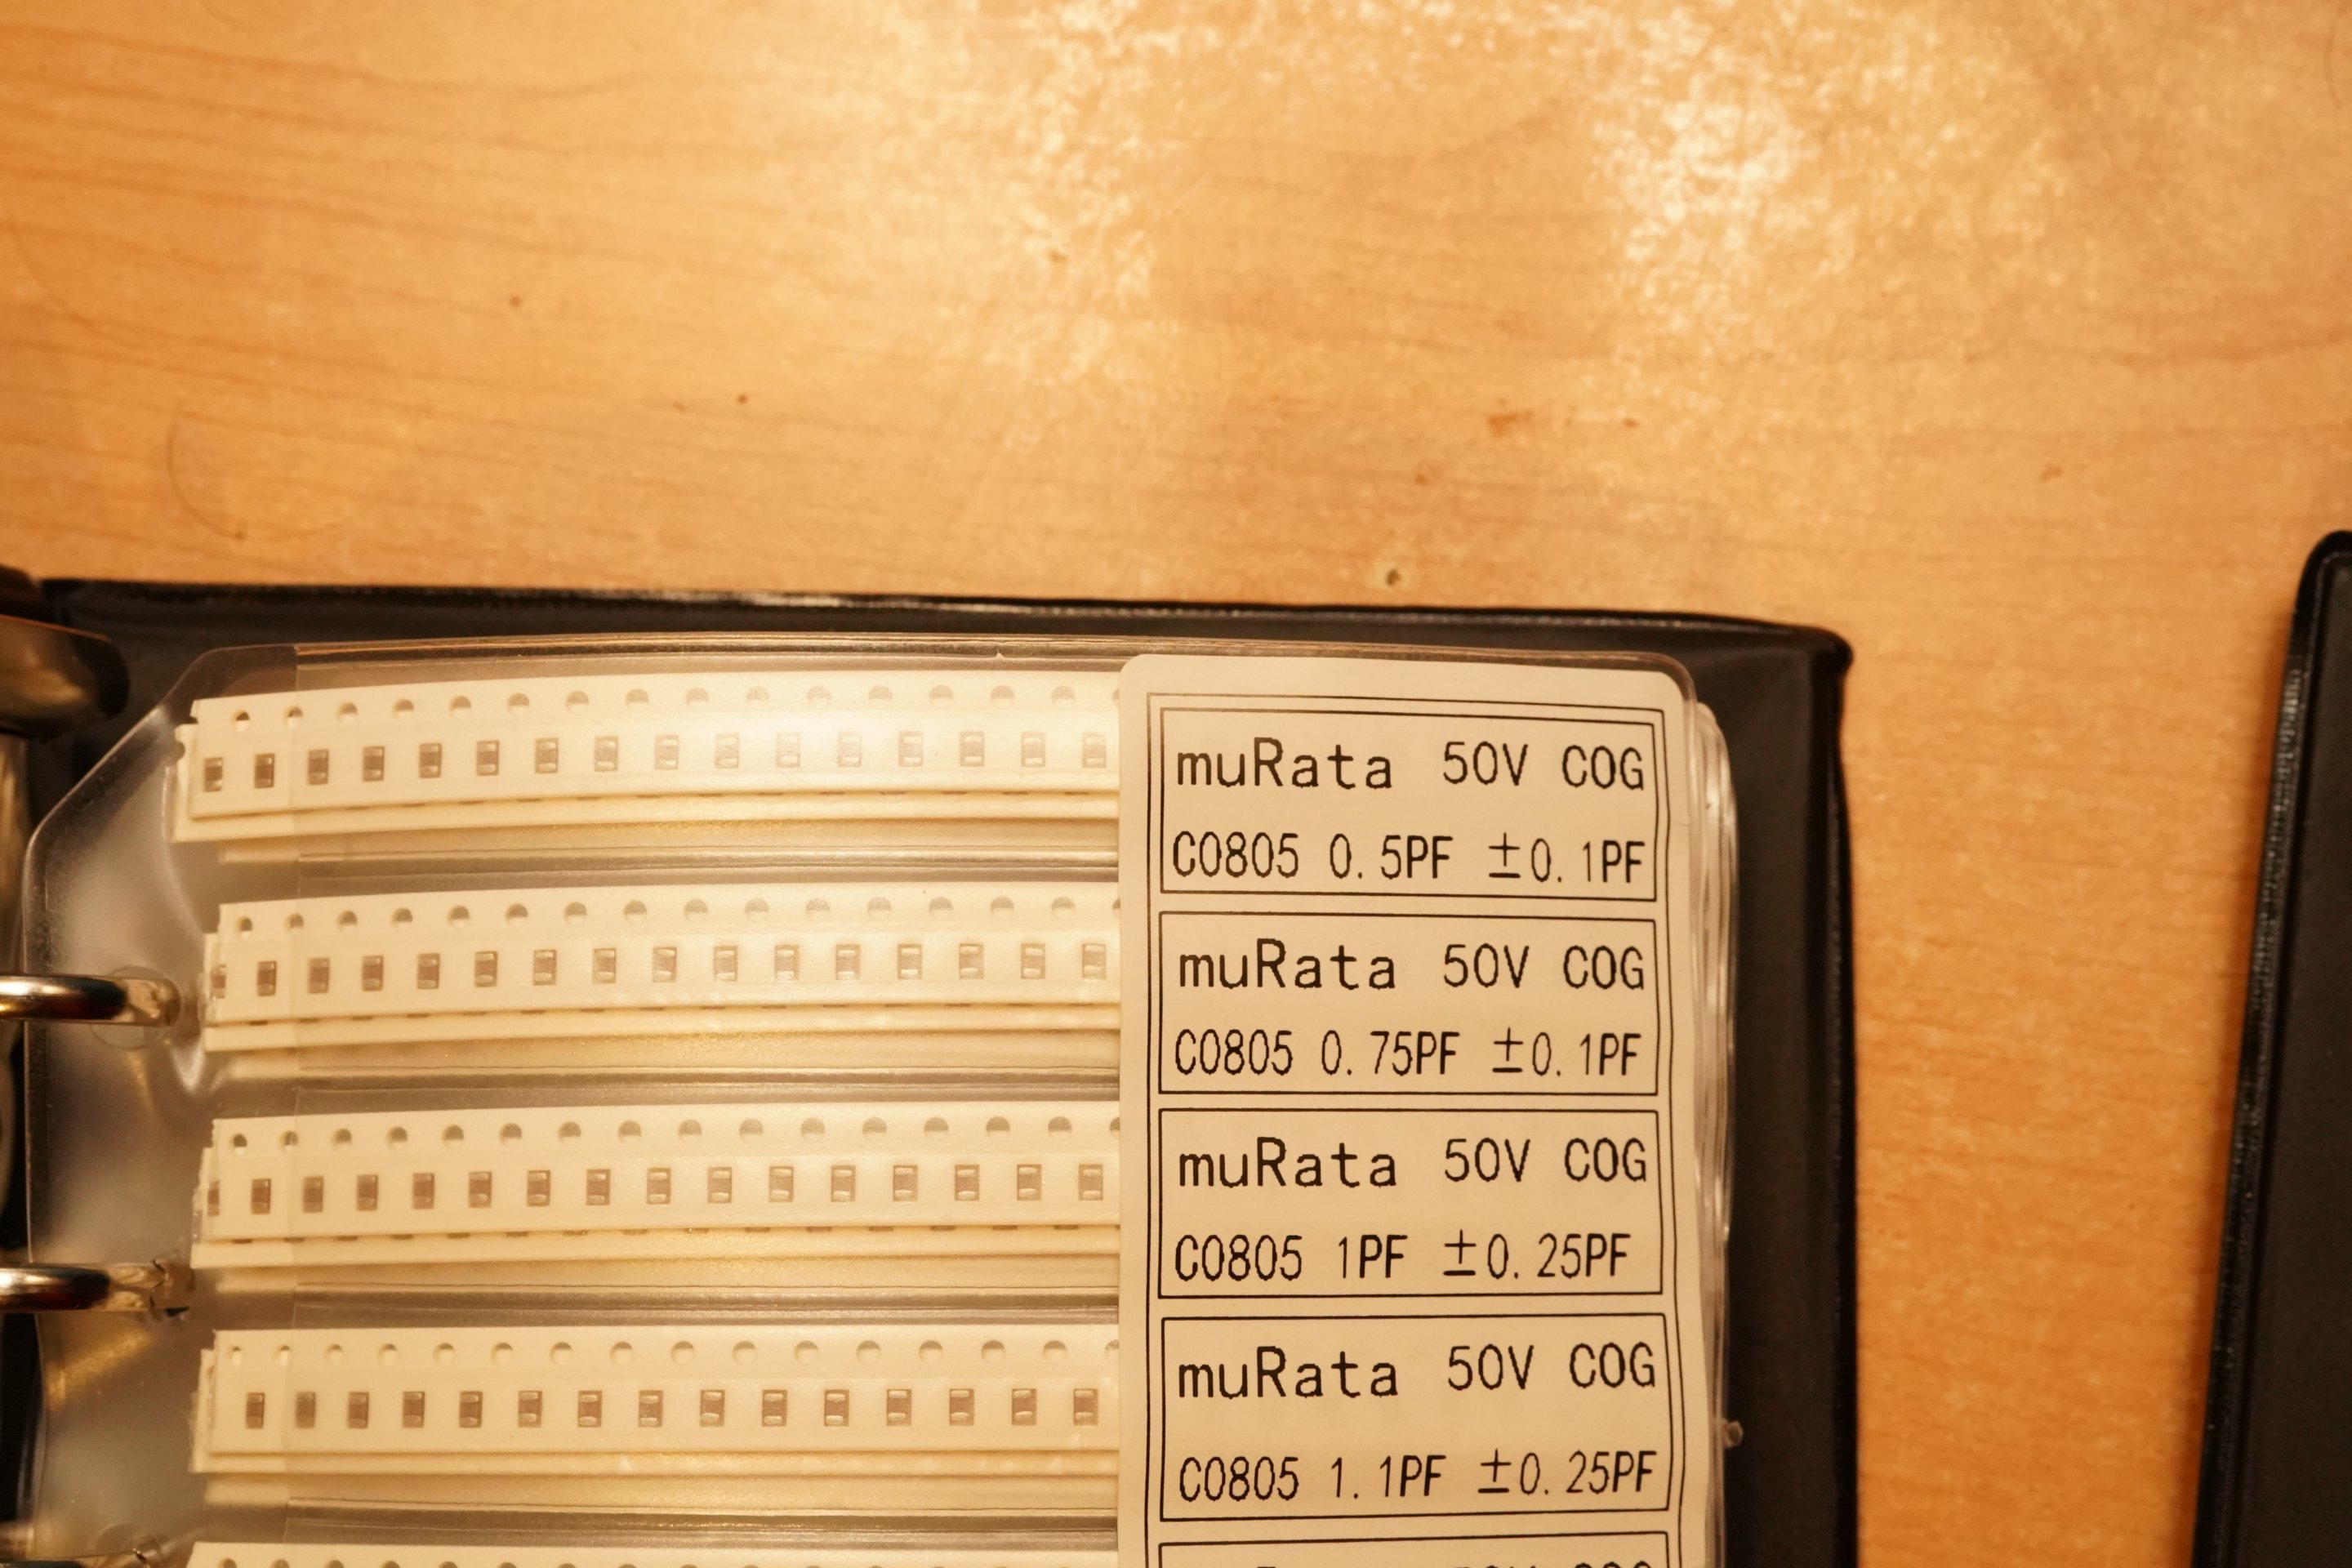 muRata 50V COG
C0805 0.5PF ±0.1PF
muRata 50V COG
C0805 0.75PF ±0.1PF
muRata 50V COG
C0805 1PF ±0.25PF
muRata 50V COG
C0805 1.1PF ±0.25PF